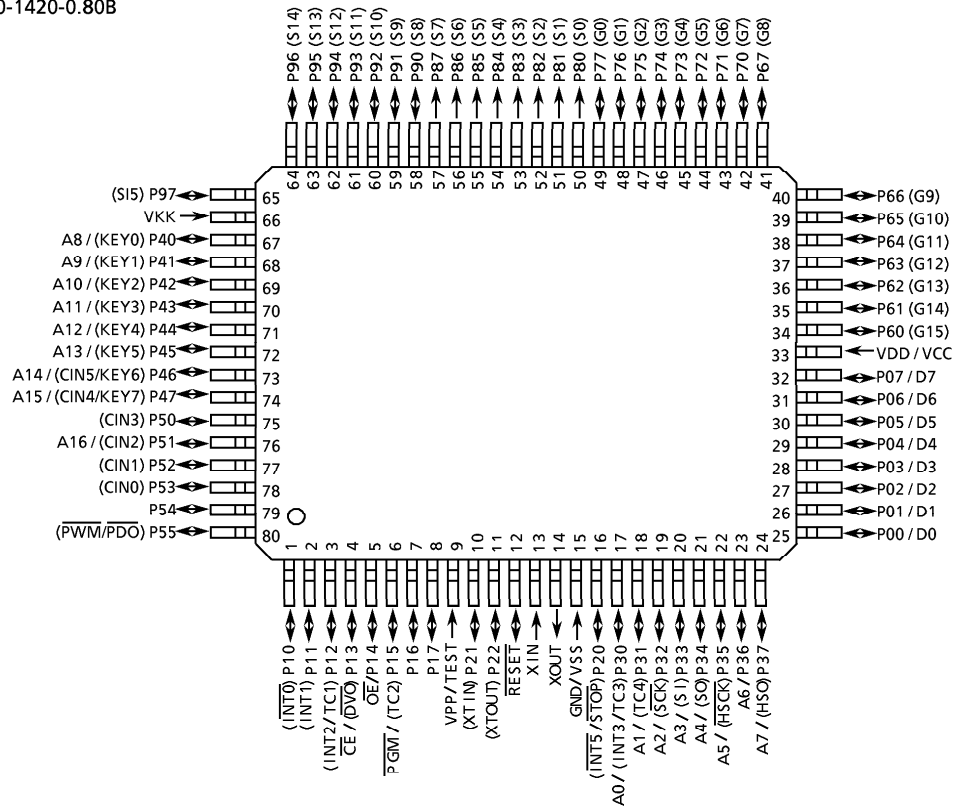 0-1420-0.80B
P96 (S14)
P95 (S13)
P94 (S12)
P93 (S11)
P92 (S10)
P91 (S9)
P90 (S8)
P87 (S7)
P86 (S6)
P85 (S5)
P84 (S4)
P83 (S3)
P82 (S2)
P81 (S1)
P80 (S0)
P77 (G0)
P76 (G1)
P75 (G2)
P74 (G3)
P73 (G4)
P72 (G5)
P71 (G6)
P70 (G7)
P67 (G8)
64 63 62 61 60 59 58 57 56 55 54 53 52 51 50 49 48 47 46 45 44 43 42 41
(SI5) P97 65
VKK 66
A8 / (KEY0) P40 67
A9 / (KEY1) P41 68
A10 / (KEY2) P42 69
A11 / (KEY3) P43 70
A12 / (KEY4) P44 71
A13 / (KEY5) P45 72
A14 / (CIN5/KEY6) P46 73
A15 / (CIN4/KEY7) P47 74
(CIN3) P50 75
A16 / (CIN2) P51 76
(CIN1) P52 77
(CIN0) P53 78
P54 79
(PWM/PDO) P55 80
40 P66 (G9)
39 P65 (G10)
38 P64 (G11)
37 P63 (G12)
36 P62 (G13)
35 P61 (G14)
34 P60 (G15)
33 VDD / VCC
32 P07 / D7
31 P06 / D6
30 P05 / D5
29 P04 / D4
28 P03 / D3
27 P02 / D2
26 P01 / D1
25 P00 / D0
1 2 3 4 5 6 7 8 9 10 11 12 13 14 15 16 17 18 19 20 21 22 23 24
(INT0) P10
(INT1) P11
(INT2/TC1) P12
CE / (DVO) P13
OE/P14
PGM / (TC2) P15
P16
P17
VPP/TEST
(XTIN) P21
(XTOUT) P22
RESET
XIN
XOUT
GND/VSS
(INT5/STOP) P20
A0 / (INT3/TC3) P30
A1 / (TC4) P31
A2 / (SCK) P32
A3 / (SI) P33
A4 / (SO) P34
A5 / (HSCK) P35
A6/P36
A7 / (HSO) P37